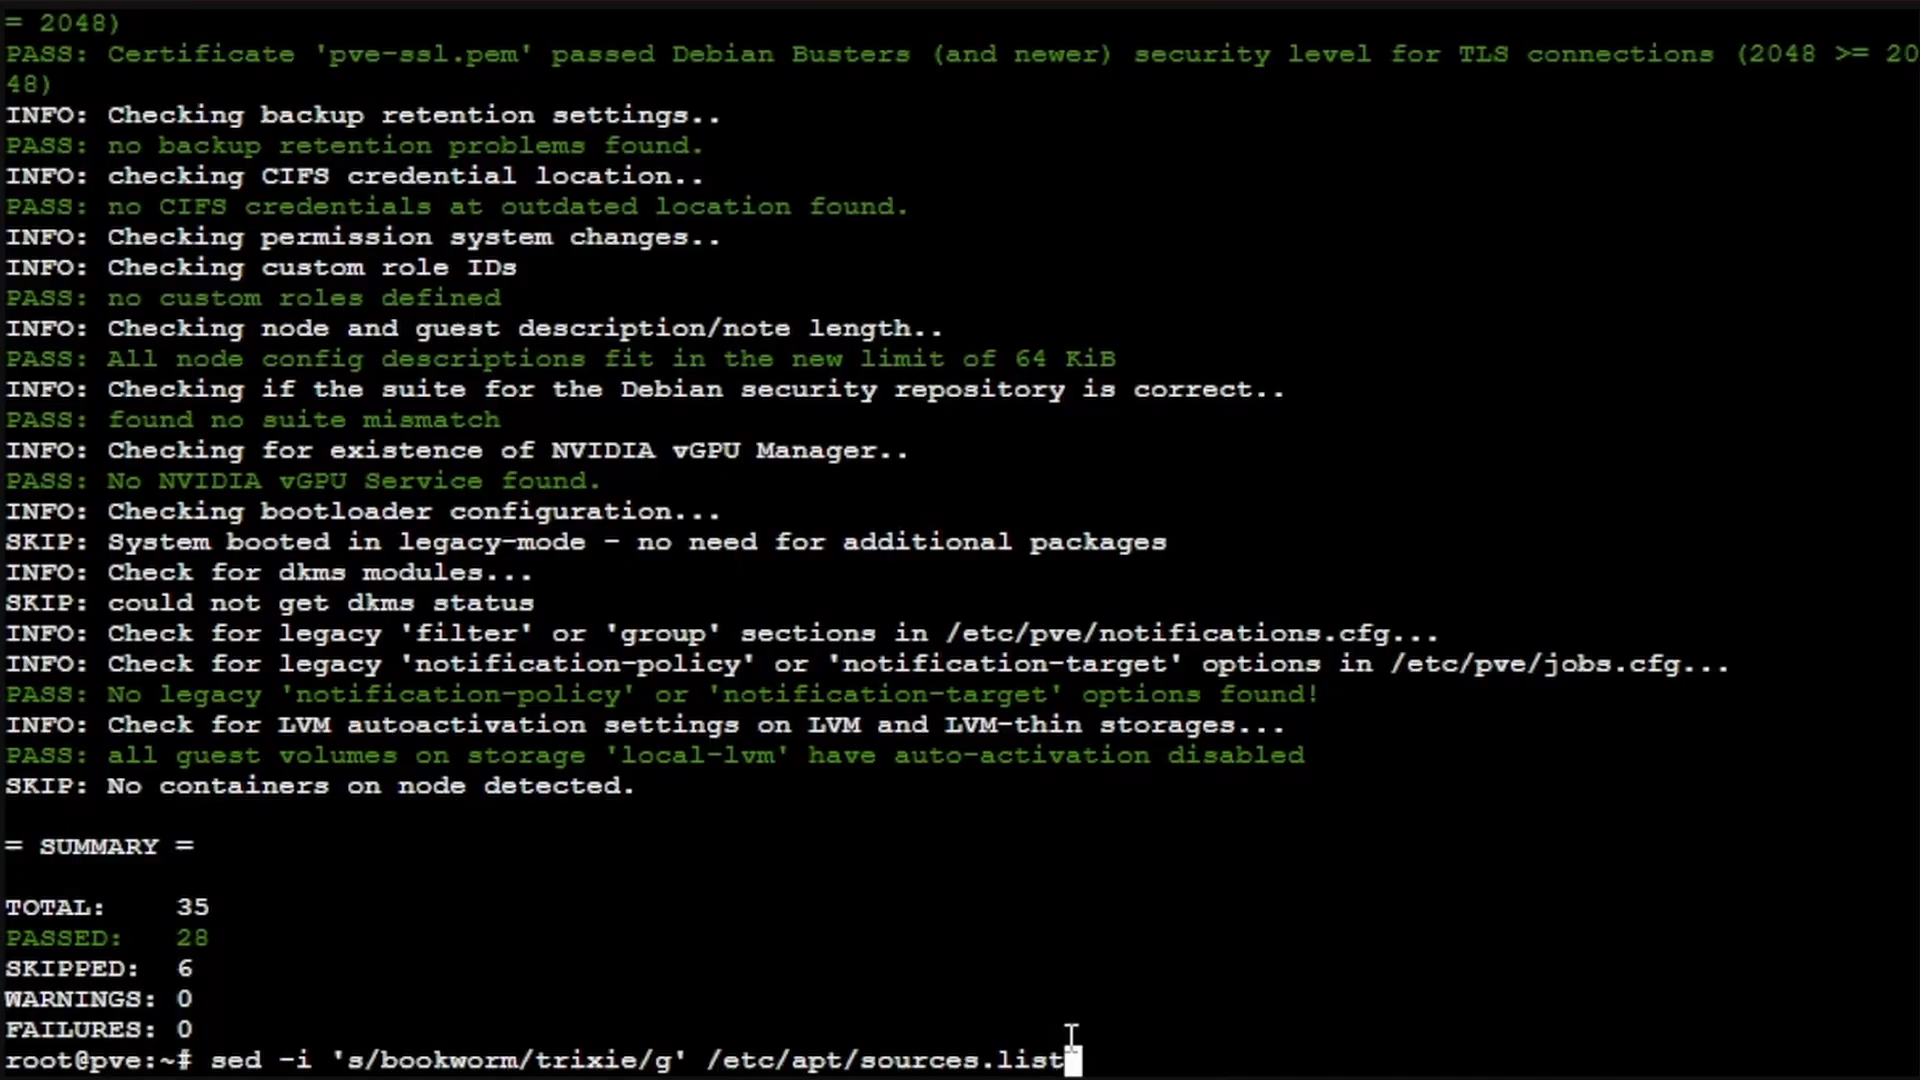 = 2048)
PASS: Certificate 'pve-ssl.pem' passed Debian Busters (and newer) security level for TLS connections (2048 >= 20
48)
INFO: Checking backup retention settings..
PASS: no backup retention problems found.
INFO: checking CIFS credential location..
PASS: no CIFS credentials at outdated location found.
INFO: Checking permission system changes..
INFO: Checking custom role IDs
PASS: no custom roles defined
INFO: Checking node and guest description/note length..
PASS: All node config descriptions fit in the new limit of 64 KiB
INFO: Checking if the suite for the Debian security repository is correct..
PASS: found no suite mismatch
INFO: Checking for existence of NVIDIA vGPU Manager..
PASS: No NVIDIA vGPU Service found.
INFO: Checking bootloader configuration...
SKIP: System booted in legacy-mode - no need for additional packages
INFO: Check for dkms modules...
SKIP: could not get dkms status
INFO: Check for legacy 'filter' or 'group' sections in /etc/pve/notifications.cfg...
INFO: Check for legacy 'notification-policy' or 'notification-target' options in /etc/pve/jobs.cfg...
PASS: No legacy 'notification-policy' or 'notification-target' options found!
INFO: Check for LVM autoactivation settings on LVM and LVM-thin storages...
PASS: all guest volumes on storage 'local-lvm' have auto-activation disabled
SKIP: No containers on node detected.
= SUMMARY =
TOTAL: 35
PASSED: 28
SKIPPED: 6
WARNINGS: 0
FAILURES: 0
root@pve:~# sed -i 's/bookworm/trixie/g' /etc/apt/sources.list